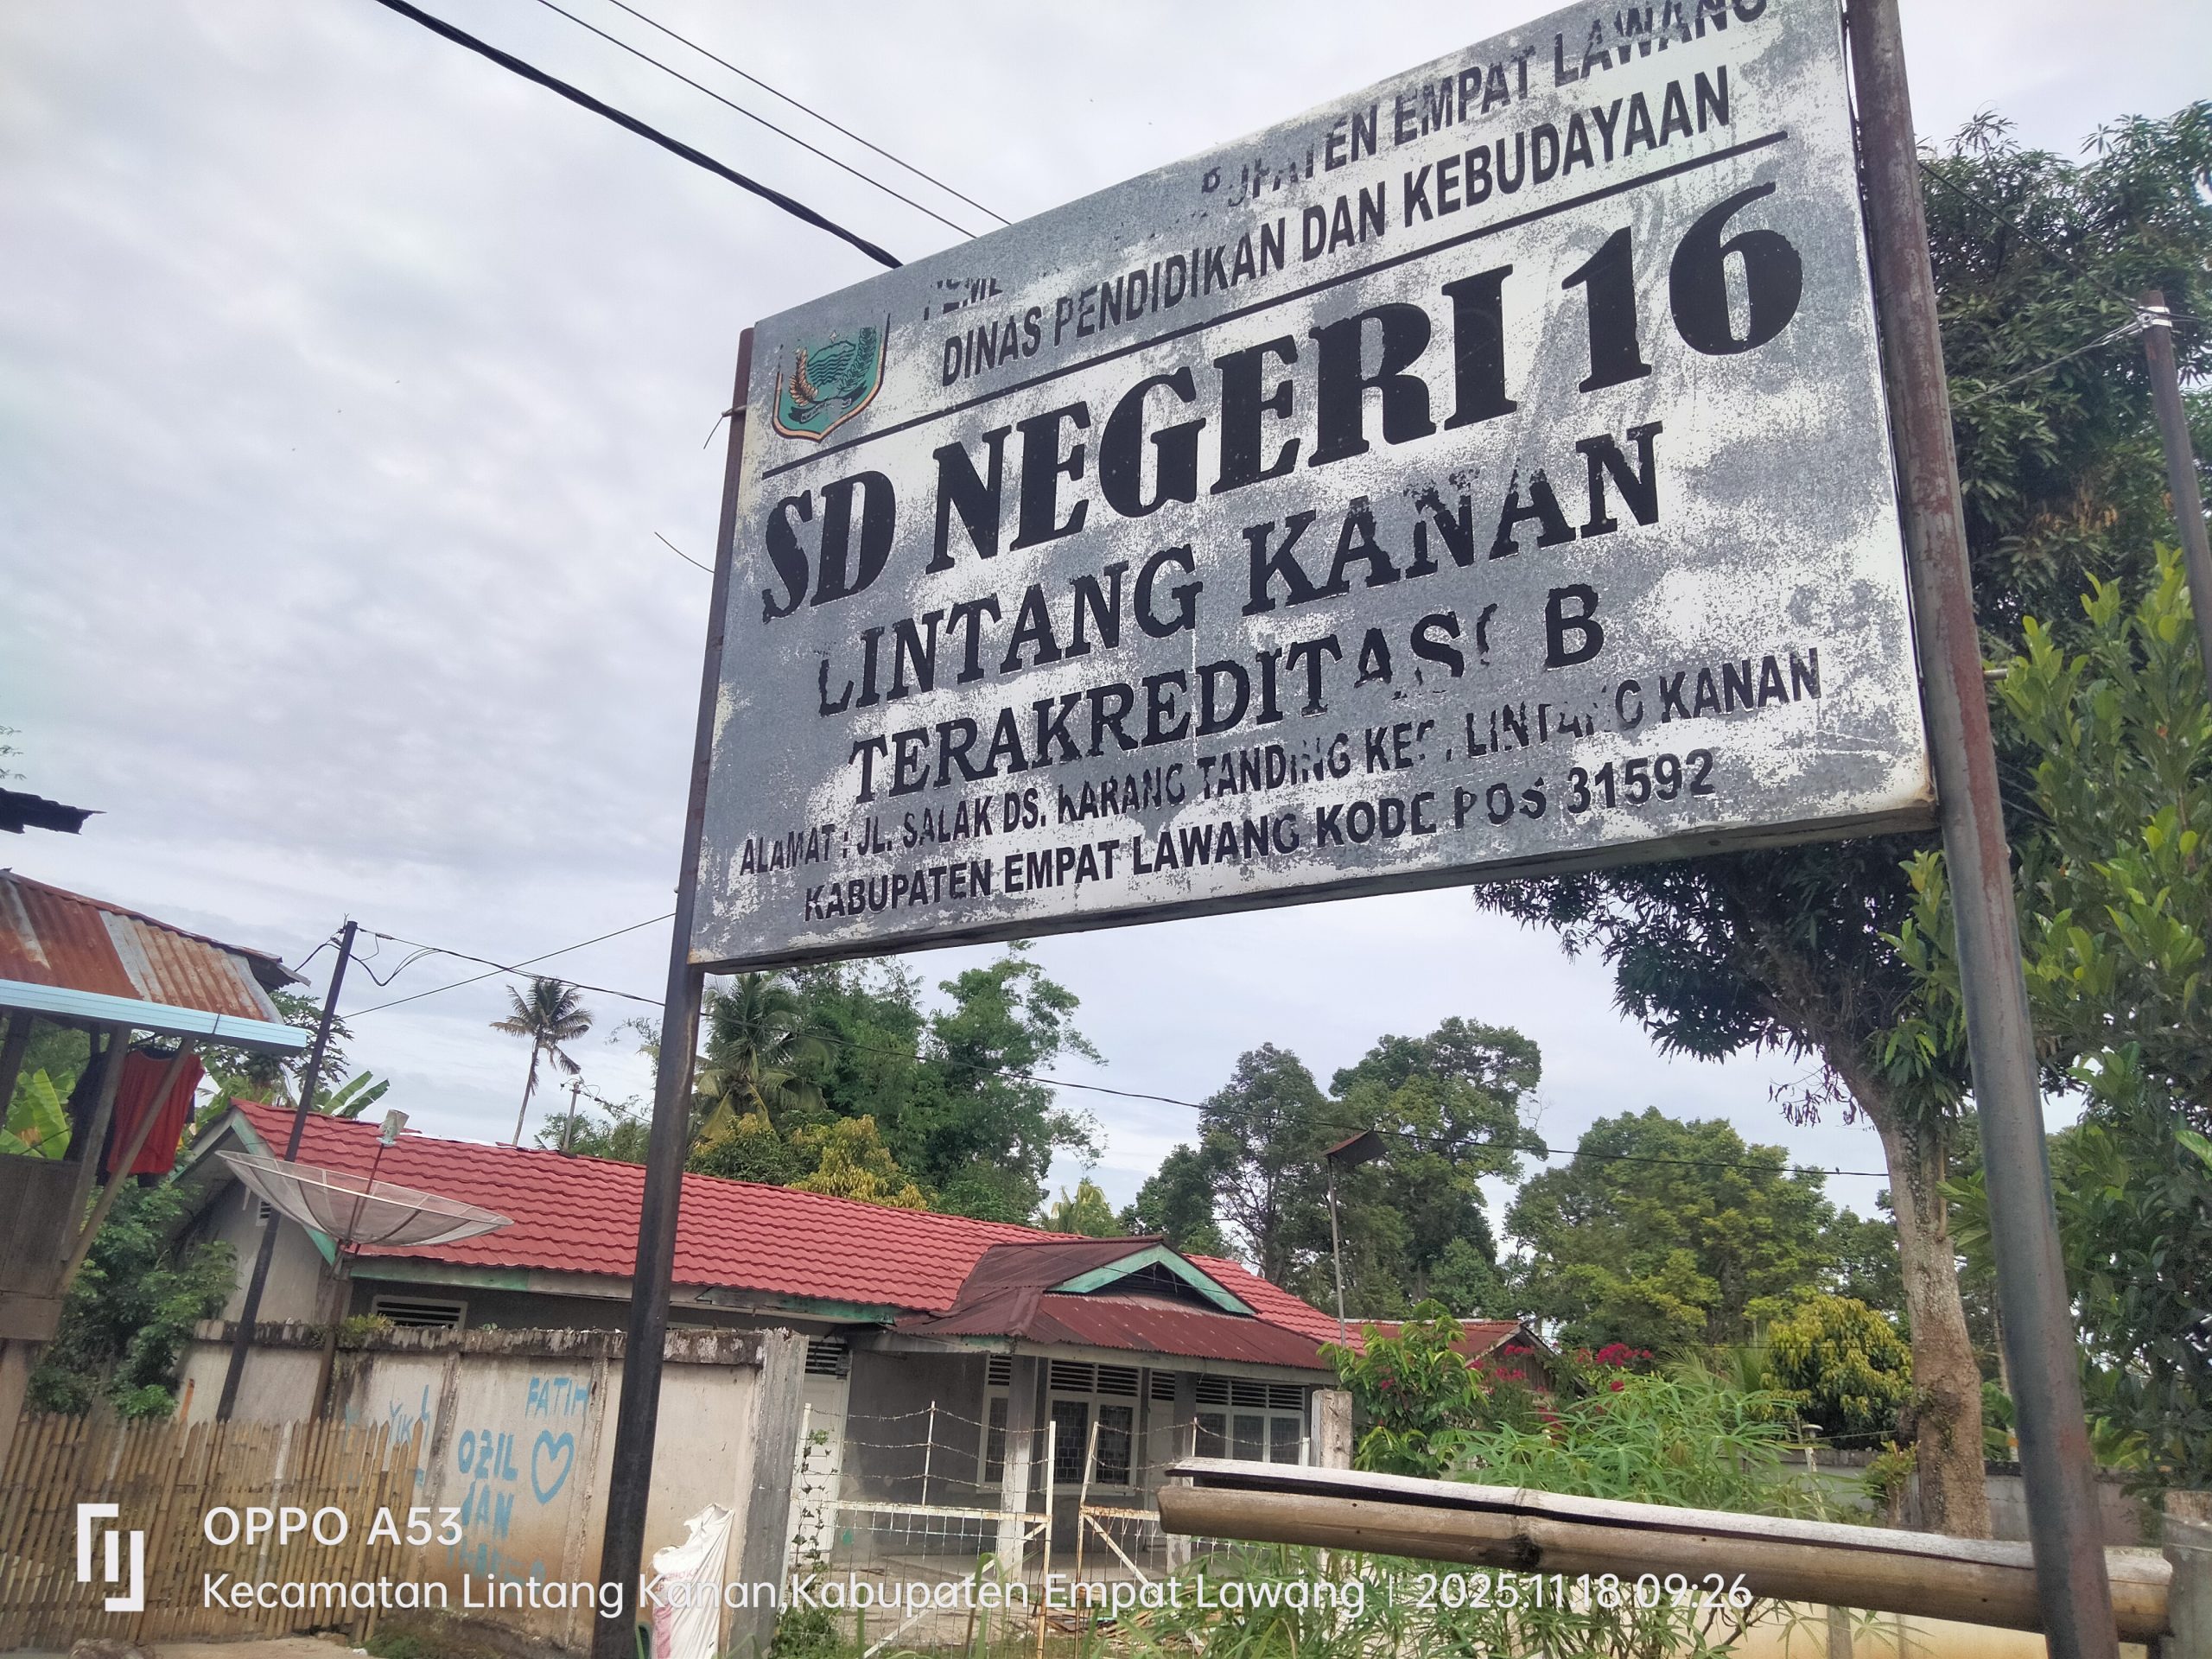 EMPAT LAWANG
DINAS PENDIDIKAN DAN KEBUDAYAAN
SD NEGERI 16
LINTANG KANAN
TERAKREDITASI B
ALAMAT : JL. SALAK DS. KARANG TANDING KEC. LINTANG KANAN
KABUPATEN EMPAT LAWANG KODE POS 31592
FATIH
OZIL
DAN
OPPO A53
Kecamatan Lintang Kanan,Kabupaten Empat Lawang | 2025.11.18 09:26